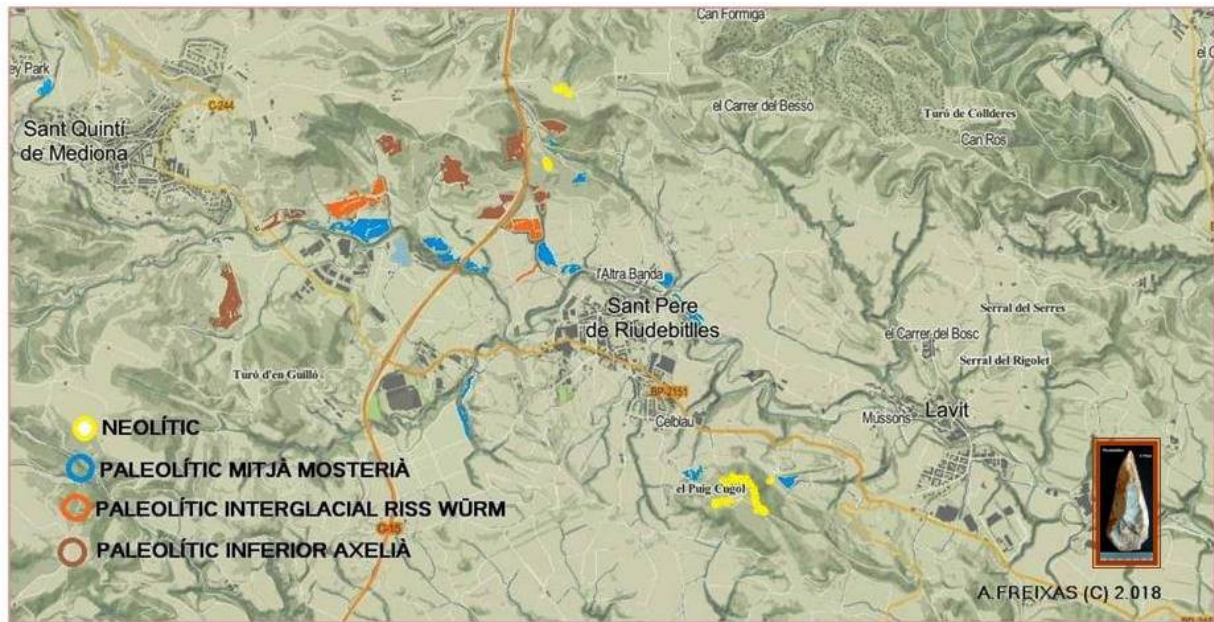 Can Formiga
ey Park
C-244
el Carrer del Bessó
Turó de Collderes
Can Ros
Sant Quintí
de Mediona
l'Altra Banda
Sant Pere
de Riudebitlles
Serral del Serres
el Carrer del Bosc
Serral del Rigolet
Turó d'en Guilló
BP-2151
Mussons
Lavit
Celblau
NEOLÍTIC
PALEOLÍTIC MITJÀ MOSTERIÀ
el Puig Cugol
PALEOLÍTIC INTERGLACIAL RISS WÜRM
C-15
PALEOLÍTIC INFERIOR AXELIÀ
A.FREIXAS (C) 2.018